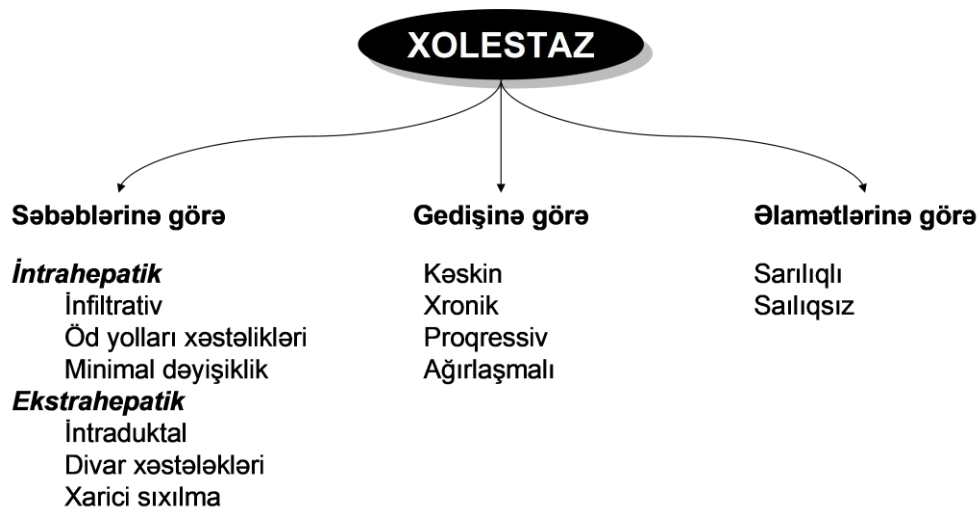 XOLESTAZ
Səbəblərinə görə
İntrahepatik
İnfiltrativ
Öd yolları xəstəlikləri
Minimal dəyişiklik
Ekstrahepatik
İntraduktal
Divar xəstələkləri
Xarici sıxılma
Gedişinə görə
Kəskin
Xronik
Proqressiv
Ağırlaşmalı
Əlamətlərinə görə
Sarılıqlı
Saılıqsız